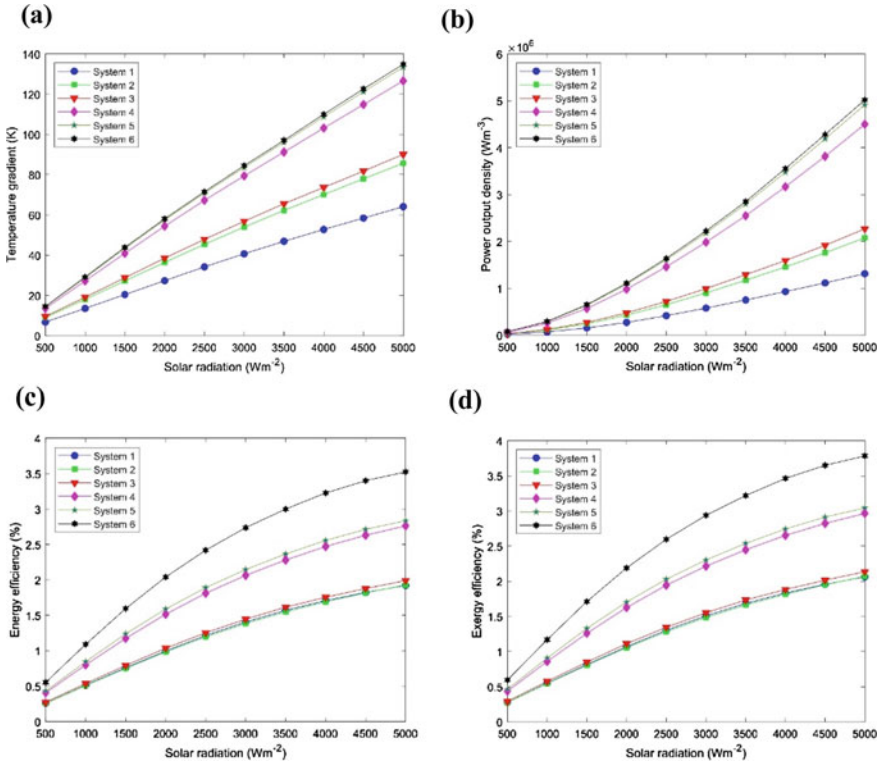 (a)
Temperature gradient (K)
140
120
100
80
60
40
20
0
System 1
System 2
System 3
System 4
System 5
System 6
500 1000 1500 2000 2500 3000 3500 4000 4500 5000
Solar radiation (Wm-2)
(b)
Power output density (Wm-3)
×106
6
5
4
3
2
1
0
System 1
System 2
System 3
System 4
System 5
System 6
500 1000 1500 2000 2500 3000 3500 4000 4500 5000
Solar radiation (Wm-2)
(c)
Energy efficiency (%)
4
3.5
3
2.5
2
1.5
1
0.5
0
System 1
System 2
System 3
System 4
System 5
System 6
500 1000 1500 2000 2500 3000 3500 4000 4500 5000
Solar radiation (Wm-2)
(d)
Exergy efficiency (%)
4
3.5
3
2.5
2
1.5
1
0.5
0
System 1
System 2
System 3
System 4
System 5
System 6
500 1000 1500 2000 2500 3000 3500 4000 4500 5000
Solar radiation (Wm-2)